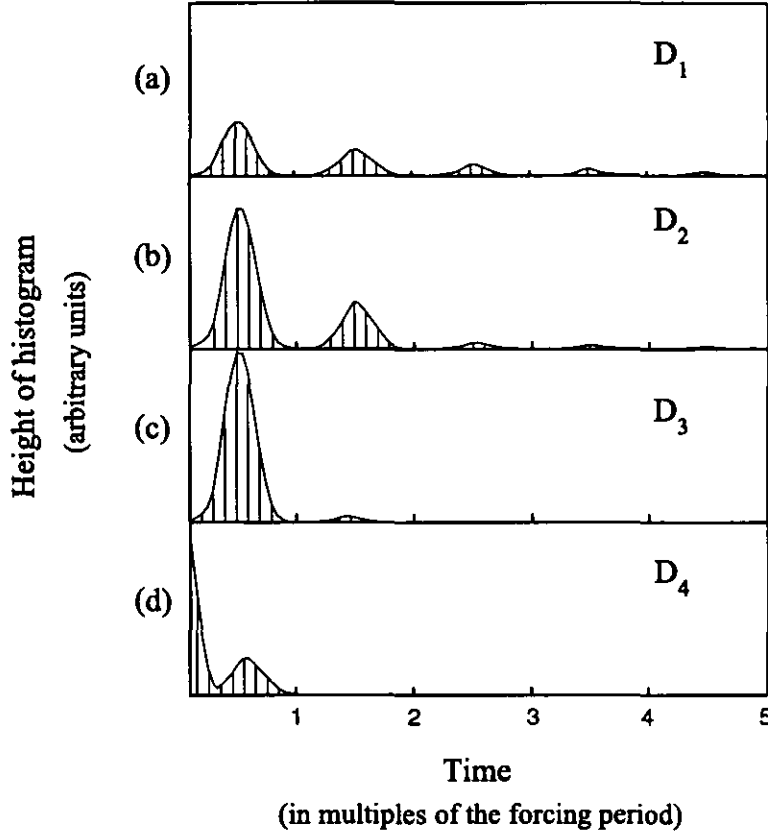 (a)
D₁
(b)
D₂
(c)
D₃
(d)
D₄
Height of histogram
(arbitrary units)
1 2 3 4 5
Time
(in multiples of the forcing period)